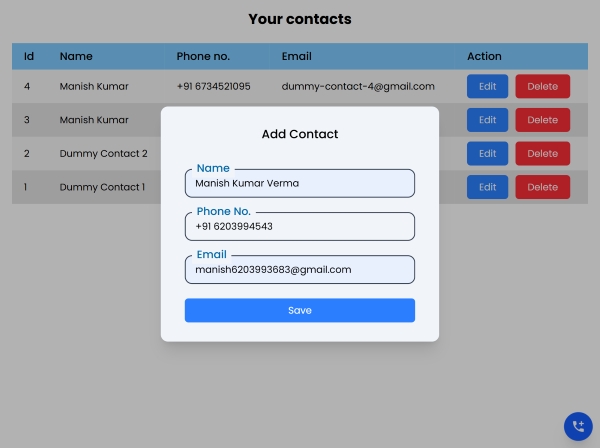 Your contacts
Id Name Phone no. Email Action
4 Manish Kumar +91 6734521095 dummy-contact-4@gmail.com Edit Delete
3 Manish Kumar Edit Delete
2 Dummy Contact 2 Edit Delete
1 Dummy Contact 1 Edit Delete
Add Contact
Name
Manish Kumar Verma
Phone No.
+91 6203994543
Email
manish6203993683@gmail.com
Save